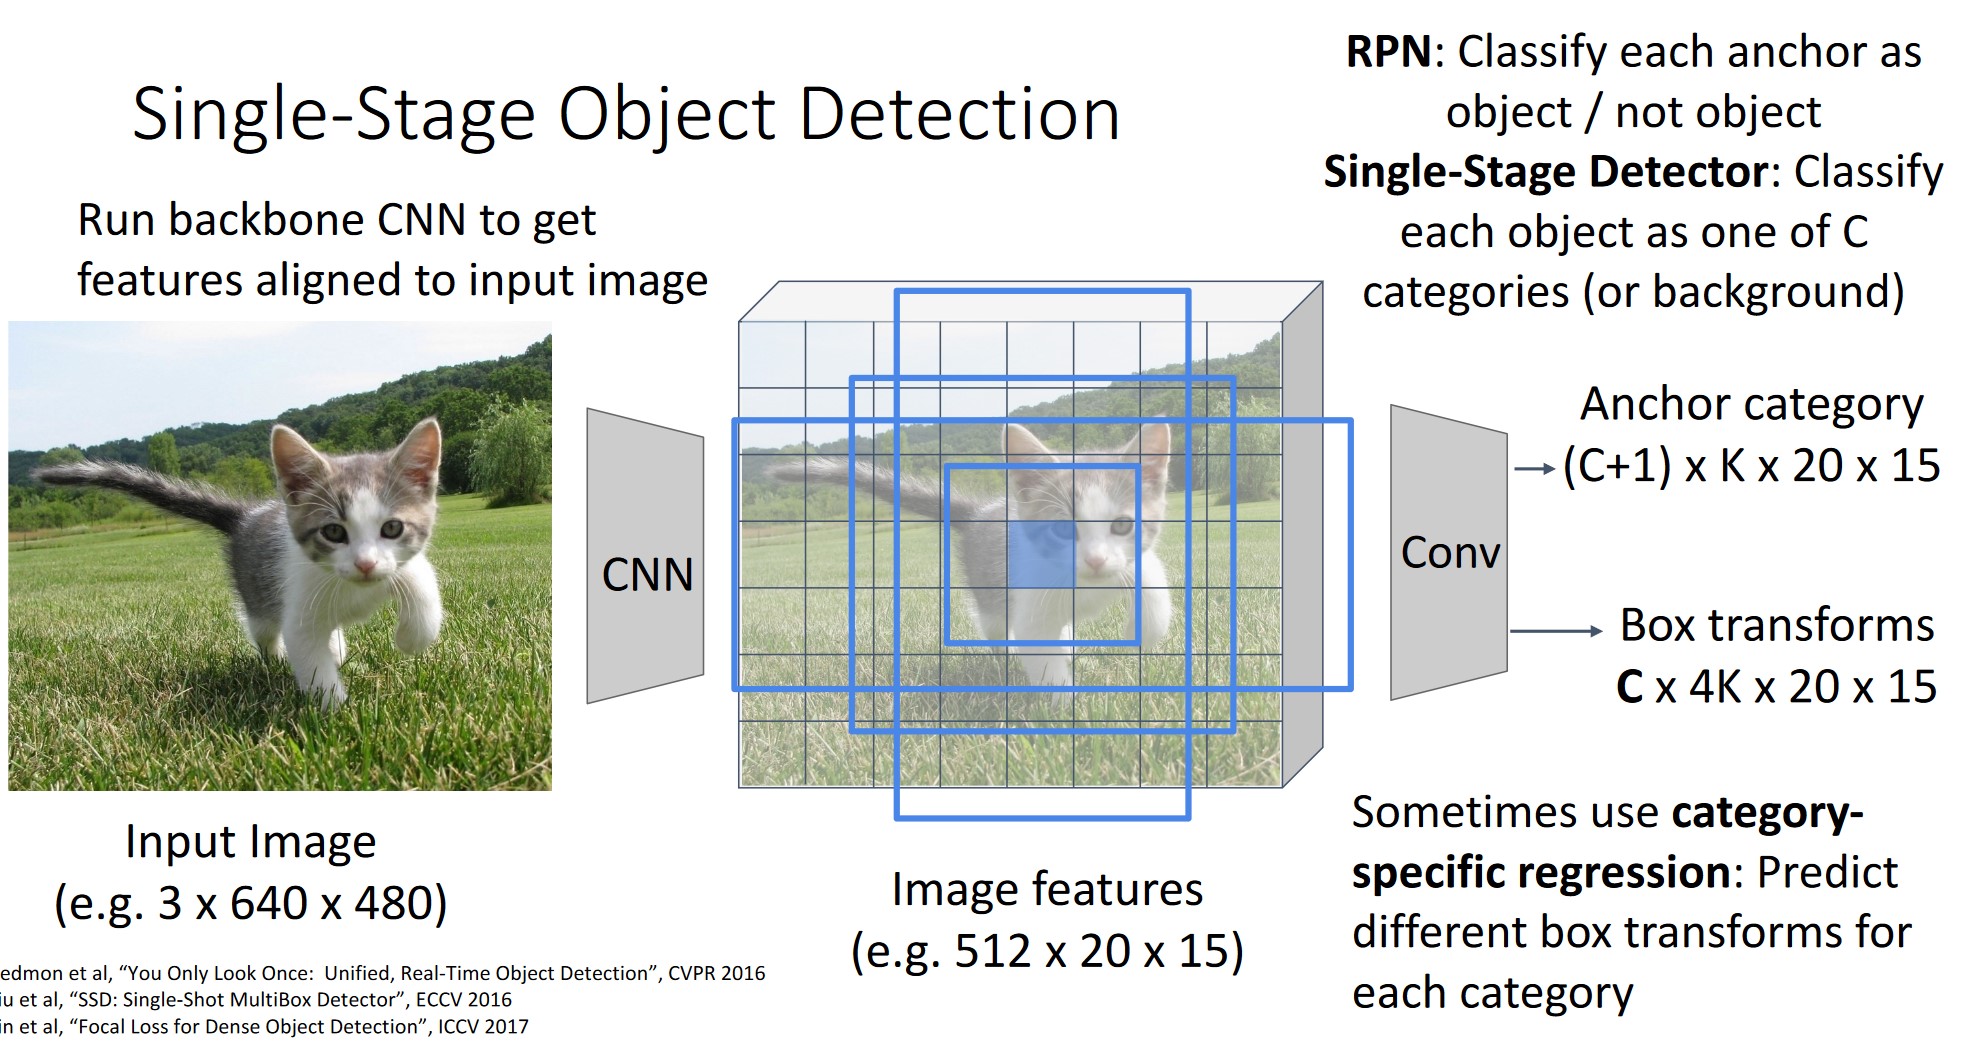 Single-Stage Object Detection
Run backbone CNN to get
features aligned to input image
RPN: Classify each anchor as
object / not object
Single-Stage Detector: Classify
each object as one of C
categories (or background)
CNN
Conv
Anchor category
(C+1) x K x 20 x 15
Box transforms
C x 4K x 20 x 15
Input Image
(e.g. 3 x 640 x 480)
Image features
(e.g. 512 x 20 x 15)
Sometimes use category-
specific regression: Predict
different box transforms for
each category
edmon et al, “You Only Look Once: Unified, Real-Time Object Detection”, CVPR 2016
iu et al, “SSD: Single-Shot MultiBox Detector”, ECCV 2016
in et al, “Focal Loss for Dense Object Detection”, ICCV 2017